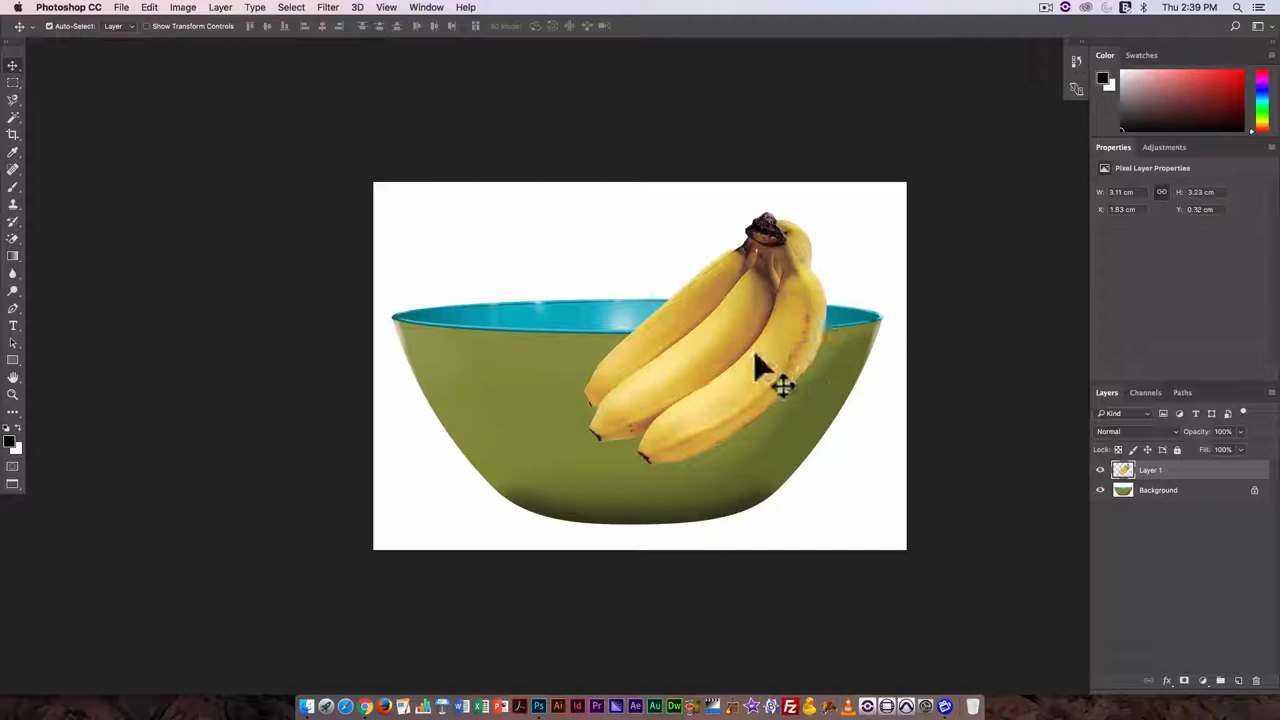 Photoshop CC File Edit Image Layer Type Select Filter 3D View Window Help Thu 2:39 PM
Auto-Select: Layer Show Transform Controls 3D Mode:
Color Swatches
Properties Adjustments
Pixel Layer Properties
W: 3.11 cm H: 3.23 cm
X: 1.83 cm Y: 0.32 cm
Layers Channels Paths
Kind
Normal Opacity: 100%
Lock: Fill: 100%
Layer 1
Background